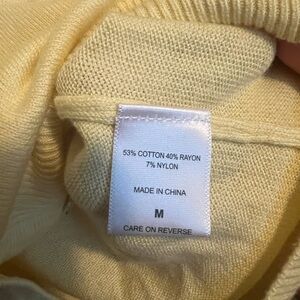 53% COTTON 40% RAYON
7% NYLON
MADE IN CHINA
M
CARE ON REVERSE